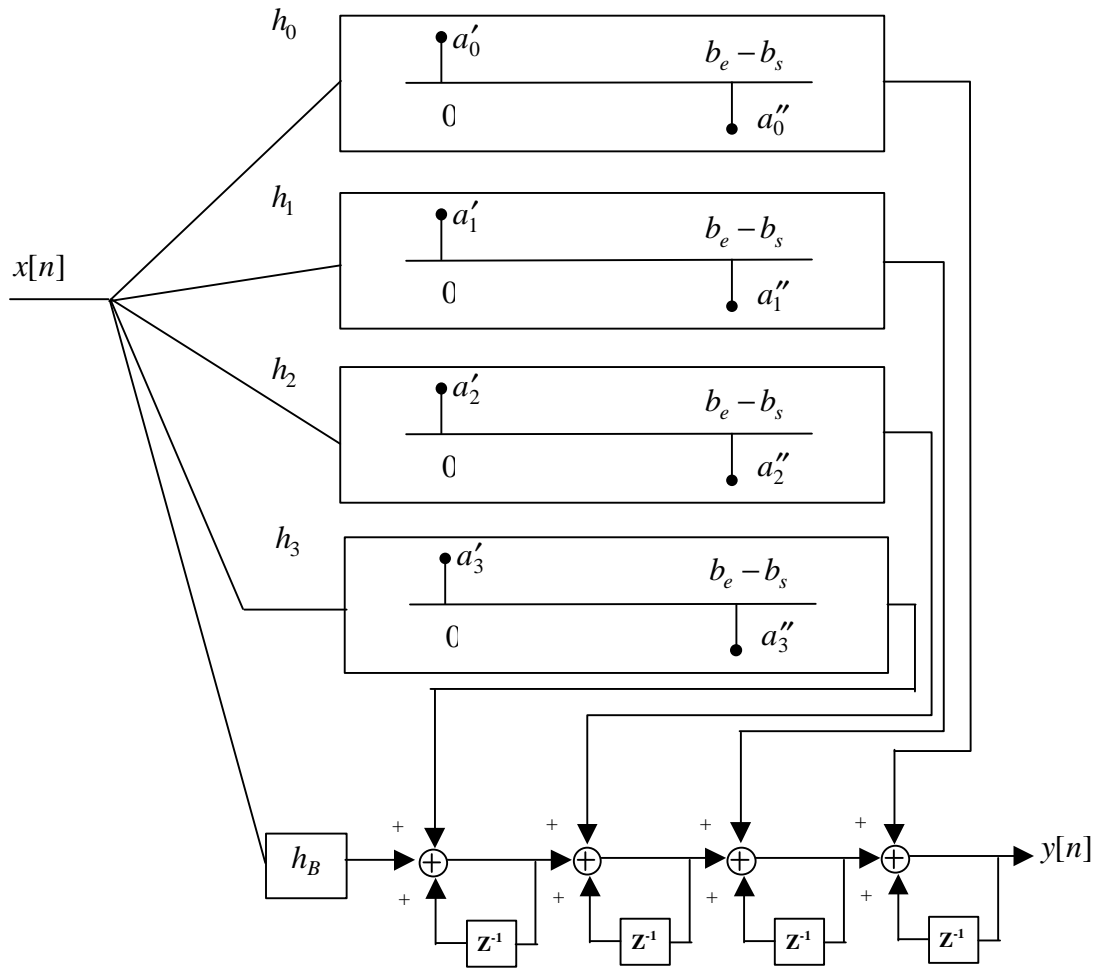 h₀
a′₀
bₑ − bₛ
0
a″₀
h₁
a′₁
bₑ − bₛ
0
a″₁
x[n]
h₂
a′₂
bₑ − bₛ
0
a″₂
h₃
a′₃
bₑ − bₛ
0
a″₃
+ + + +
h_B + + + + y[n]
+ + + +
Z⁻¹ Z⁻¹ Z⁻¹ Z⁻¹